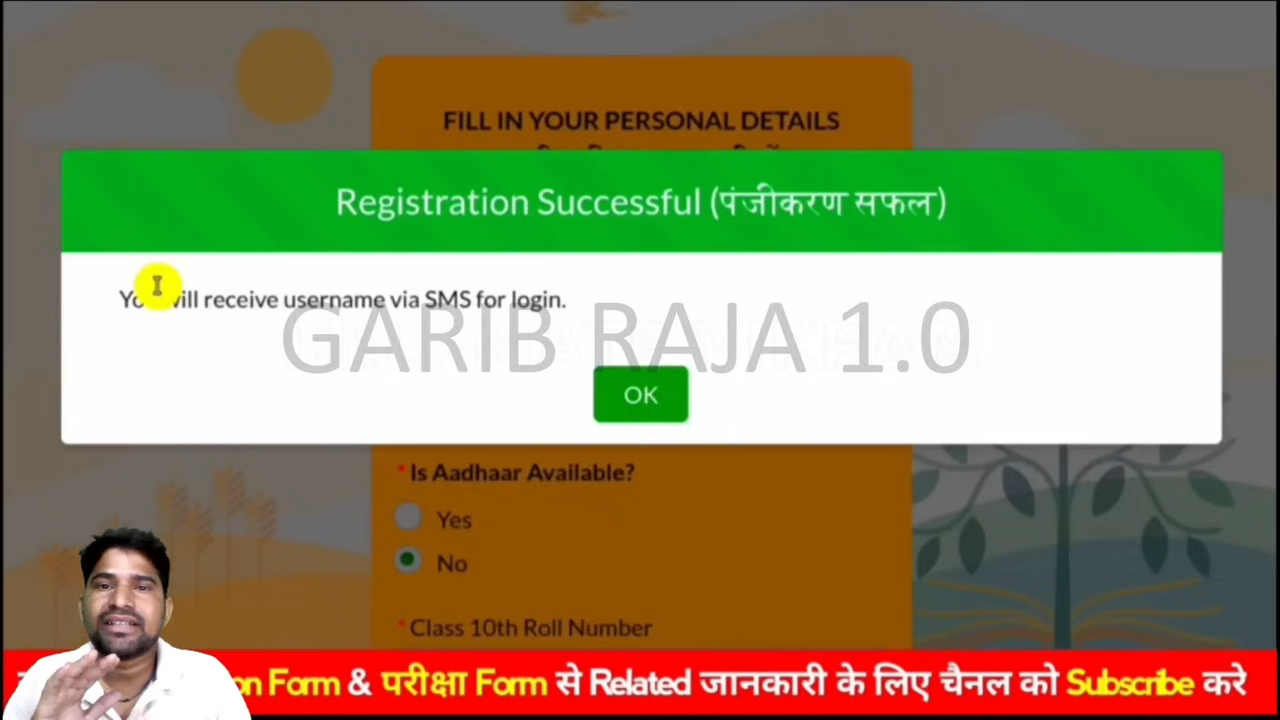 FILL IN YOUR PERSONAL DETAILS
Registration Successful (पंजीकरण सफल)
will receive username via SMS for login.
GARIB RAJA 1.0
OK
* Is Aadhaar Available?
Yes
No
* Class 10th Roll Number
Form & परीक्षा Form से Related जानकारी के लिए चैनल को Subscribe करे